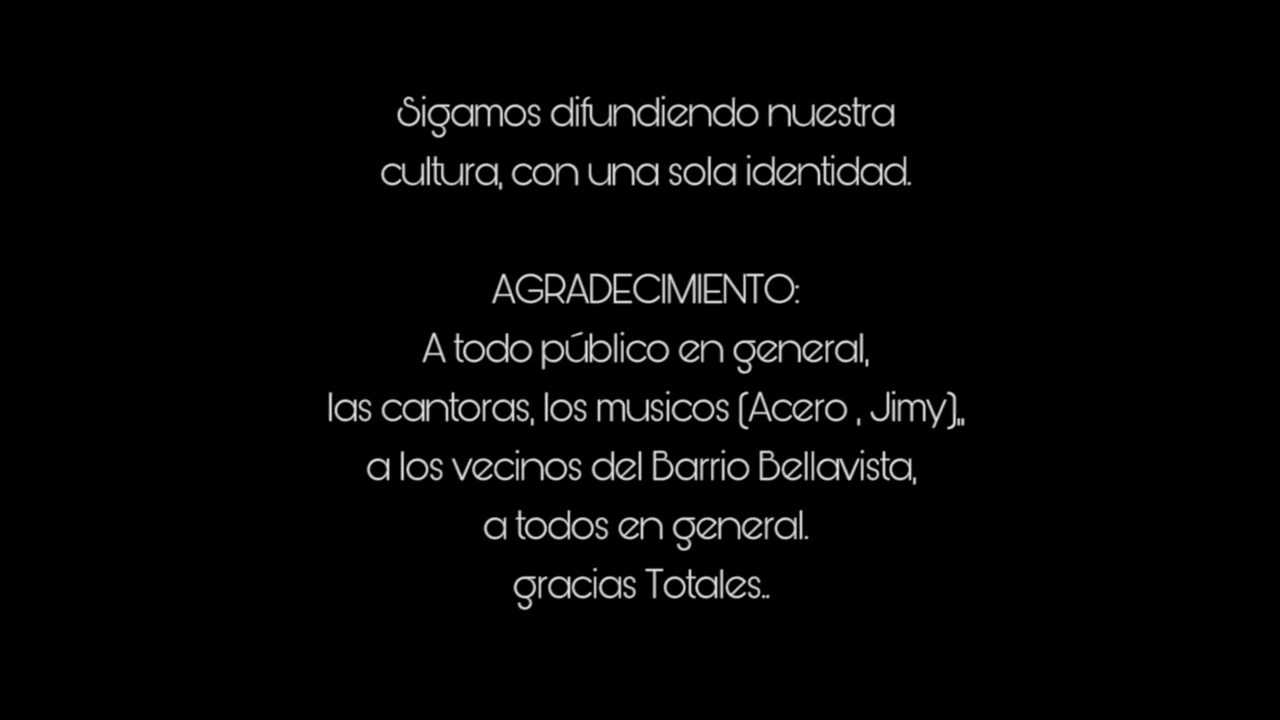 Sigamos difundiendo nuestra
cultura, con una sola identidad.
AGRADECIMIENTO:
A todo público en general,
las cantoras, los musicos (Acero , Jimy),,
a los vecinos del Barrio Bellavista,
a todos en general.
gracias Totales..